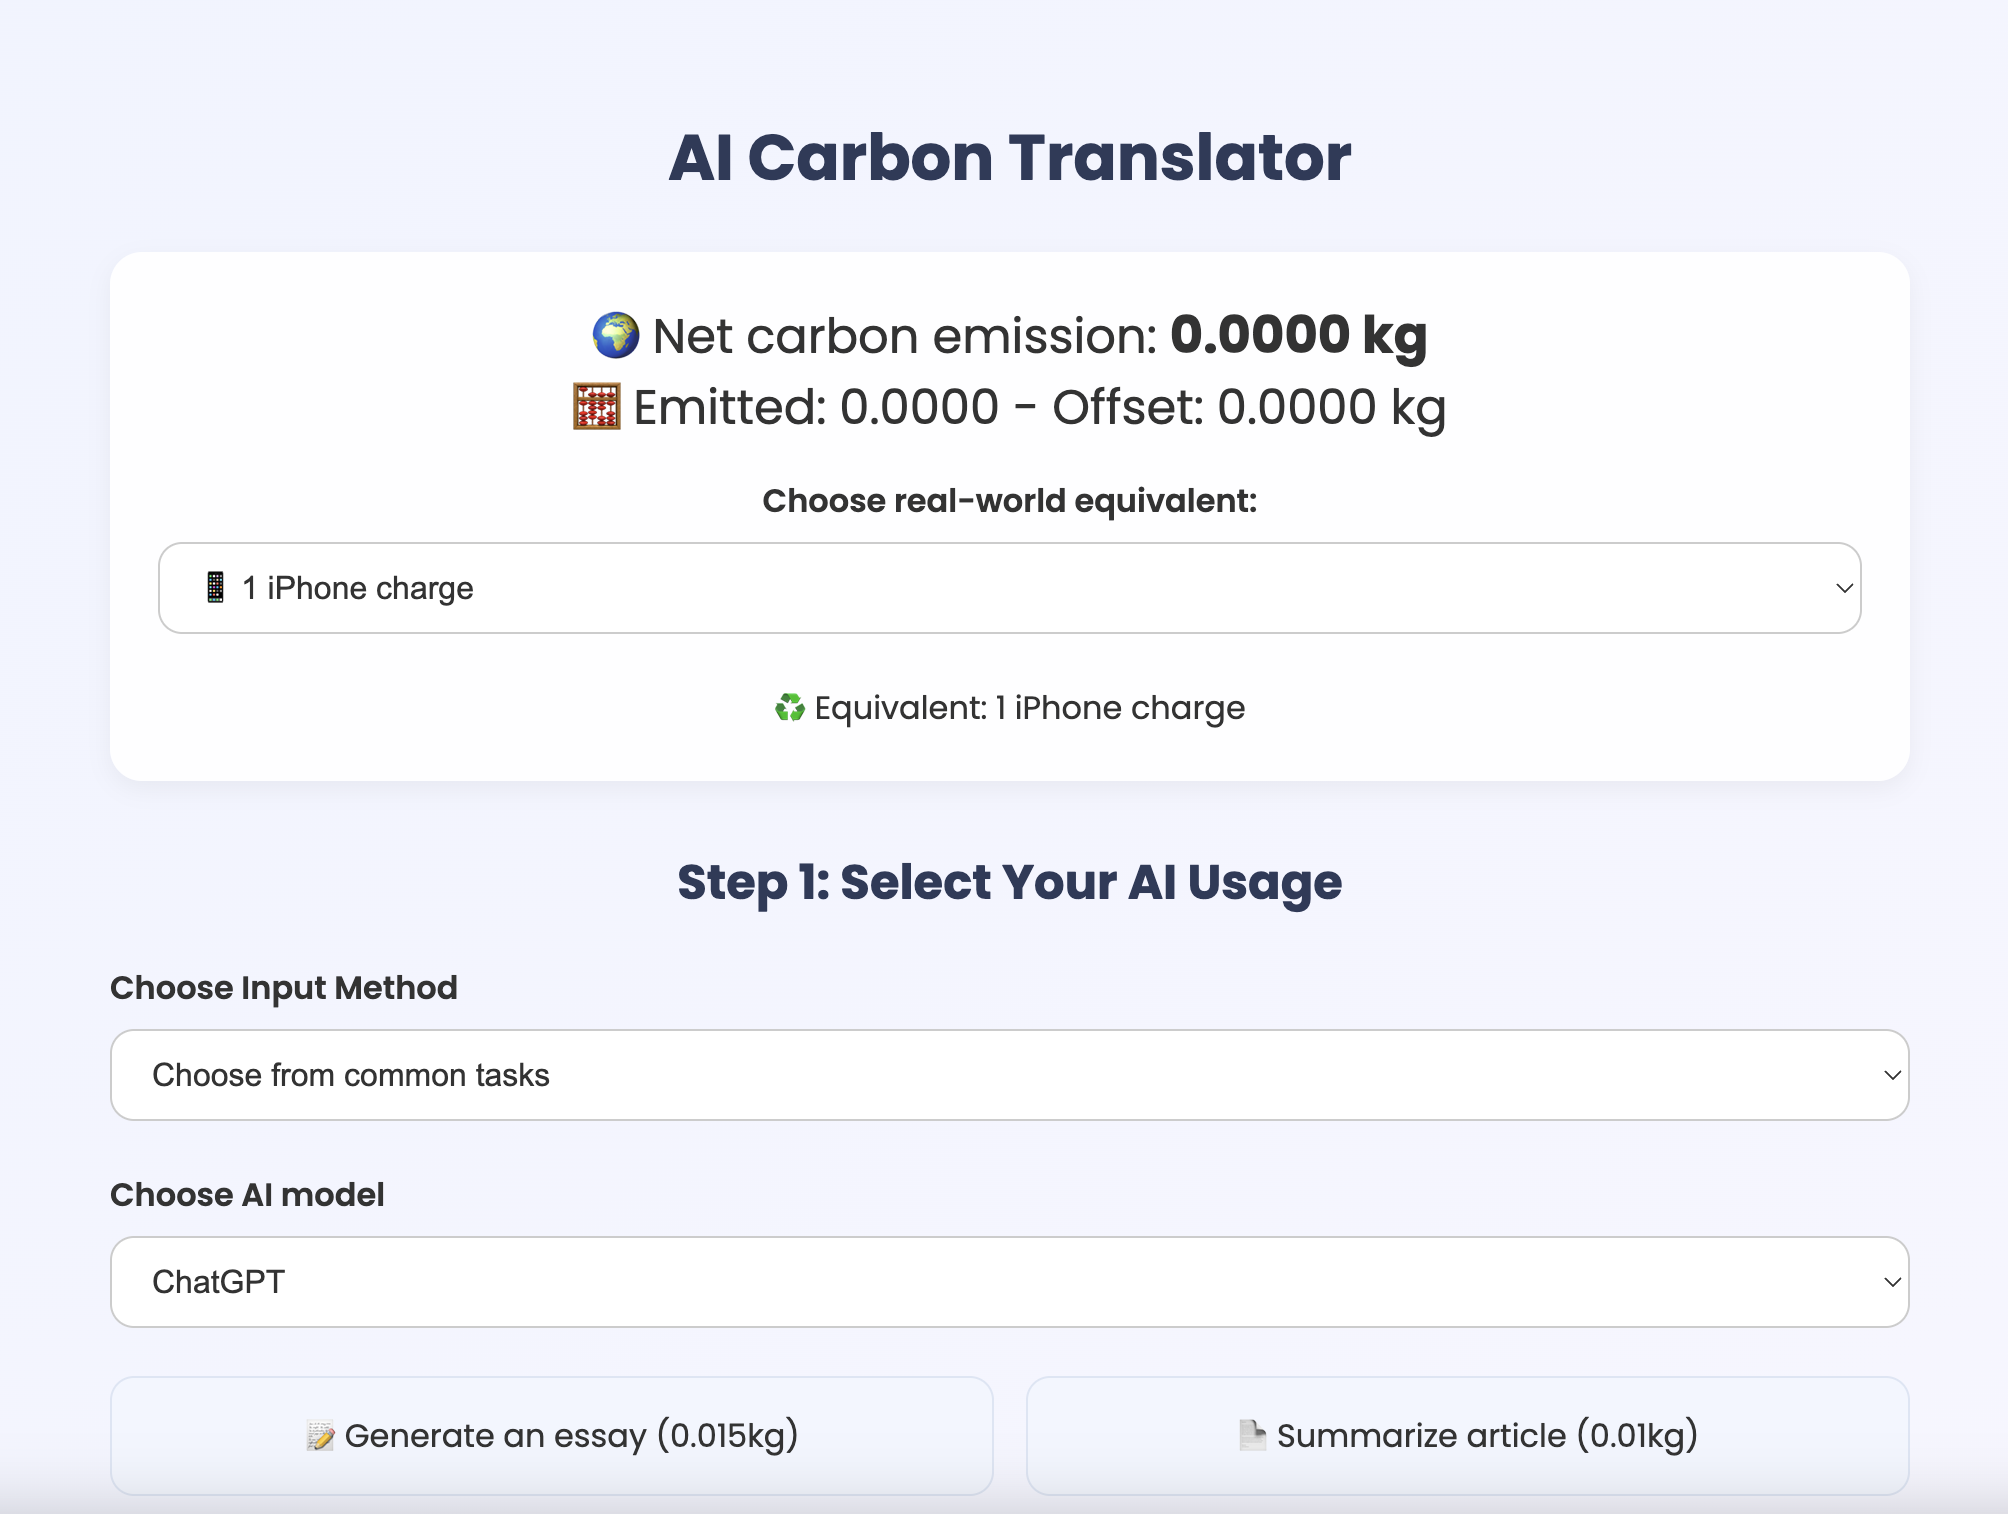 AI Carbon Translator
🌍 Net carbon emission: 0.0000 kg
🧮 Emitted: 0.0000 - Offset: 0.0000 kg
Choose real-world equivalent:
📱 1 iPhone charge
♻️ Equivalent: 1 iPhone charge
Step 1: Select Your AI Usage
Choose Input Method
Choose from common tasks
Choose AI model
ChatGPT
📝 Generate an essay (0.015kg)
📄 Summarize article (0.01kg)